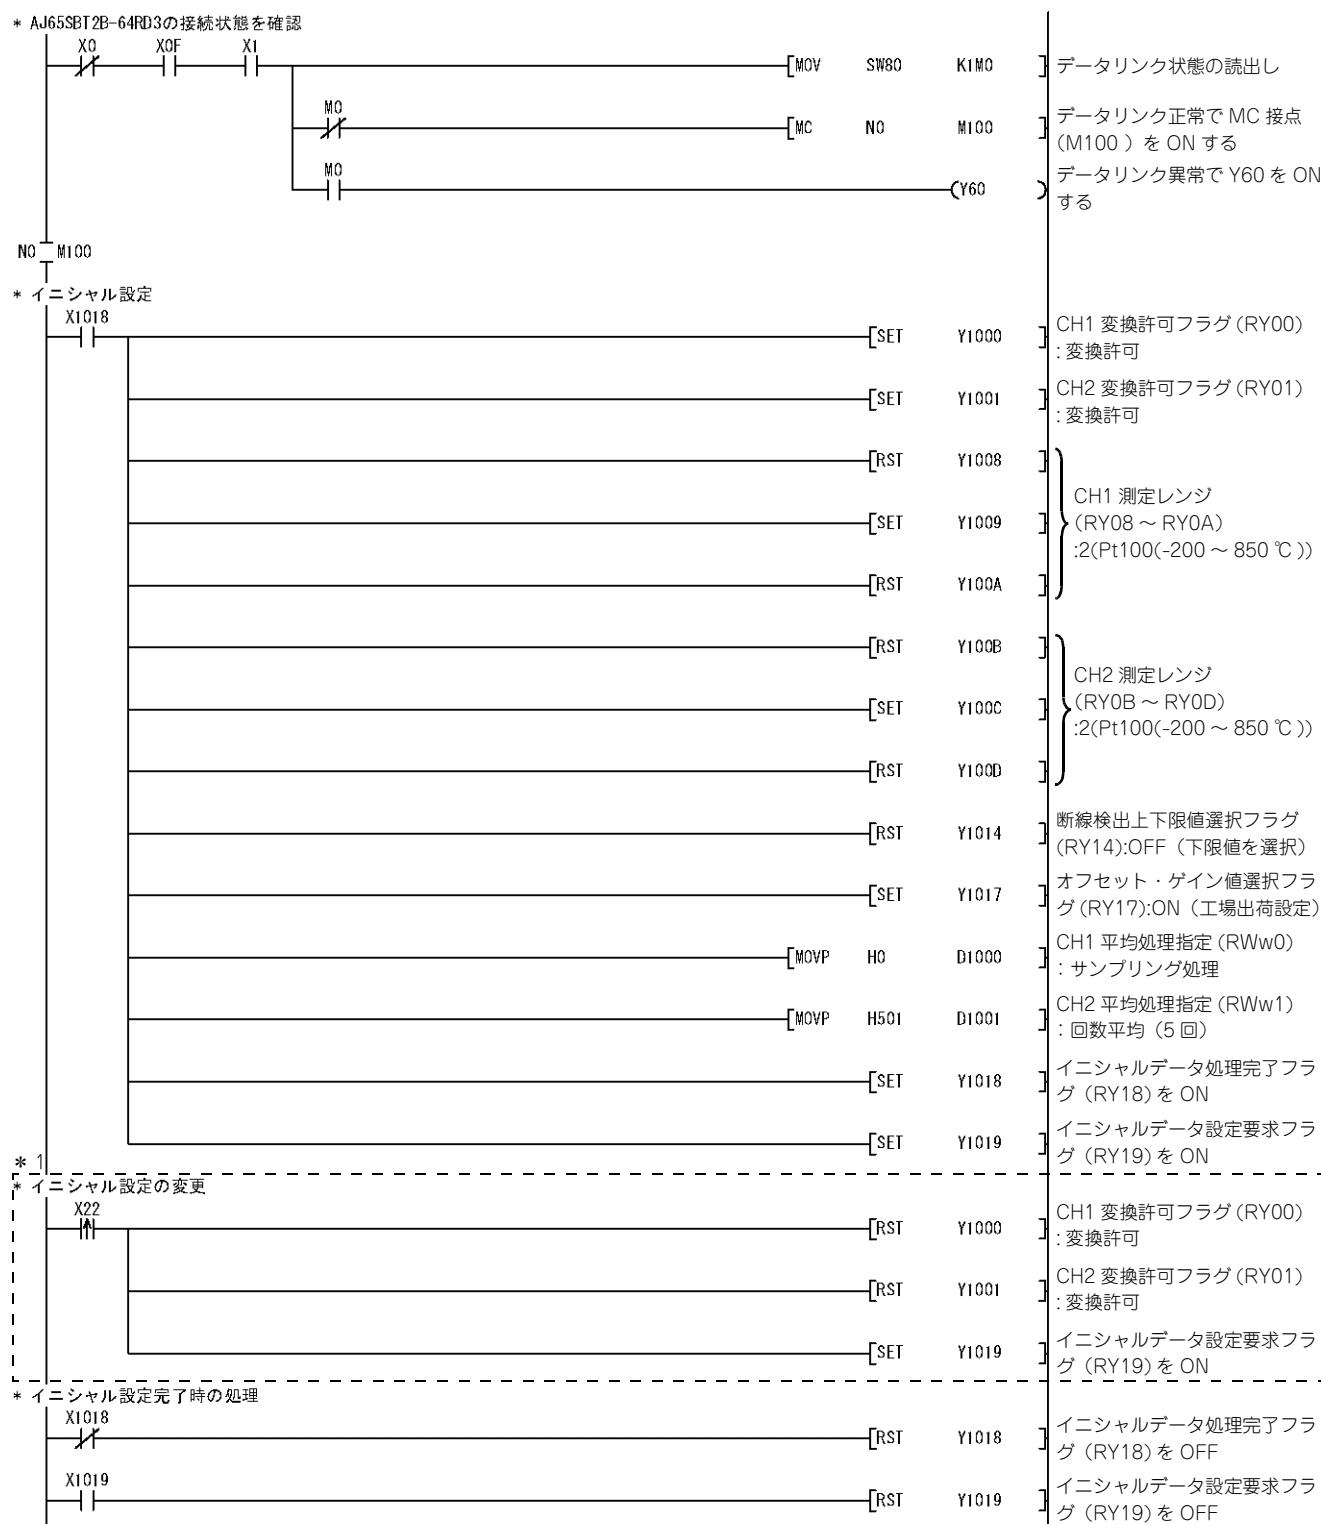 * AJ65SBT2B-64RD3の接続状態を確認
X0 X0F X1
MOV SW80 K1M0 データリンク状態の読出し
M0
MC N0 M100 データリンク正常で MC 接点
(M100 ) を ON する
M0
Y60 データリンク異常で Y60 を ON
する
N0 M100
* イニシャル設定
X1018
SET Y1000 CH1 変換許可フラグ (RY00)
: 変換許可
SET Y1001 CH2 変換許可フラグ (RY01)
: 変換許可
RST Y1008
CH1 測定レンジ
SET Y1009 (RY08 ～ RY0A)
:2(Pt100(-200 ～ 850 ℃ ))
RST Y100A
RST Y100B
CH2 測定レンジ
SET Y100C (RY0B ～ RY0D)
:2(Pt100(-200 ～ 850 ℃ ))
RST Y100D
RST Y1014 断線検出上下限値選択フラグ
(RY14):OFF（下限値を選択）
SET Y1017 オフセット・ゲイン値選択フラ
グ (RY17):ON（工場出荷設定）
MOVP H0 D1000 CH1 平均処理指定 (RWw0)
：サンプリング処理
MOVP H501 D1001 CH2 平均処理指定 (RWw1)
：回数平均（5 回）
SET Y1018 イニシャルデータ処理完了フラ
グ（RY18) を ON
SET Y1019 イニシャルデータ設定要求フラ
グ（RY19) を ON
＊ 1
* イニシャル設定の変更
X22
RST Y1000 CH1 変換許可フラグ (RY00)
: 変換許可
RST Y1001 CH2 変換許可フラグ (RY01)
: 変換許可
SET Y1019 イニシャルデータ設定要求フラ
グ（RY19) を ON
* イニシャル設定完了時の処理
X1018
RST Y1018 イニシャルデータ処理完了フラ
グ（RY18) を OFF
X1019
RST Y1019 イニシャルデータ設定要求フラ
グ（RY19) を OFF